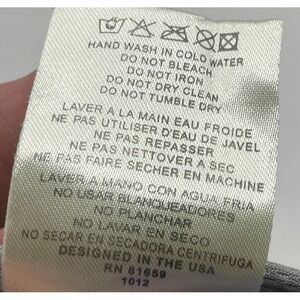 HAND WASH IN COLD WATER
DO NOT BLEACH
DO NOT IRON
DO NOT DRY CLEAN
DO NOT TUMBLE DRY
LAVER A LA MAIN EAU FROIDE
NE PAS UTILISER D'EAU DE JAVEL
NE PAS REPASSER
NE PAS NETTOVER A SEC
NE PAS FAIRE SECHER EN MACHINE
LAVER A MANO CON AGUA FRIA
NO USAR BLANQUEADORES
NO PLANCHAR
NO LAVAR EN SECO
NO SECAR EN SECADORA CENTRIFUGA
DESIGNED IN THE USA
RN 81659
1012